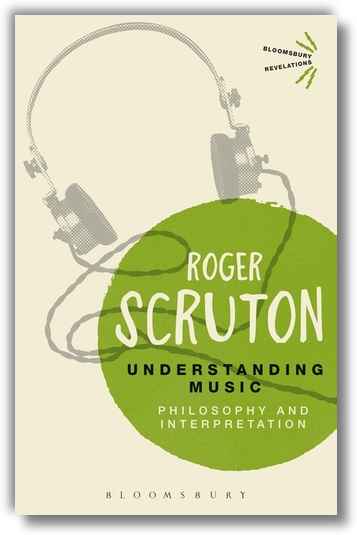 BLOOMSBURY
REVELATIONS
ROGER
SCRUTON
UNDERSTANDING
MUSIC
PHILOSOPHY AND
INTERPRETATION
BLOOMSBURY